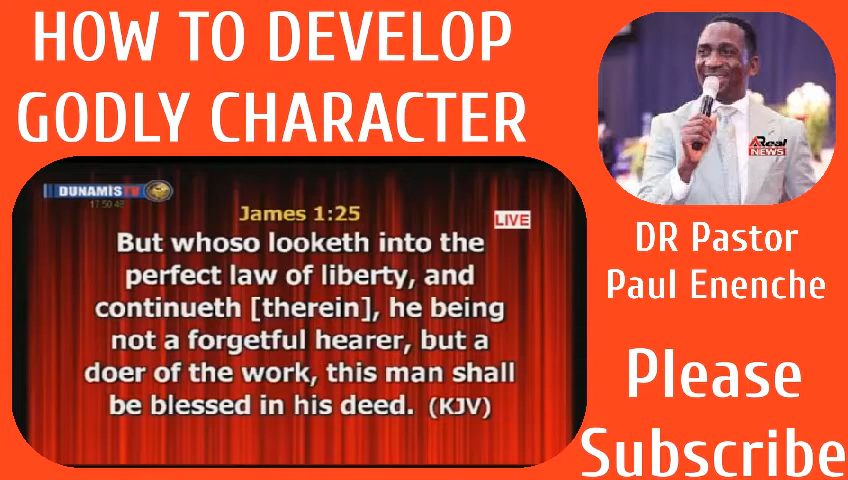 HOW TO DEVELOP
GODLY CHARACTER
DUNAMIS TV
17:50:48
James 1:25
LIVE
But whoso looketh into the
perfect law of liberty, and
continueth [therein], he being
not a forgetful hearer, but a
doer of the work, this man shall
be blessed in his deed. (KJV)
AReal
NEWS
DR Pastor
Paul Enenche
Please
Subscribe